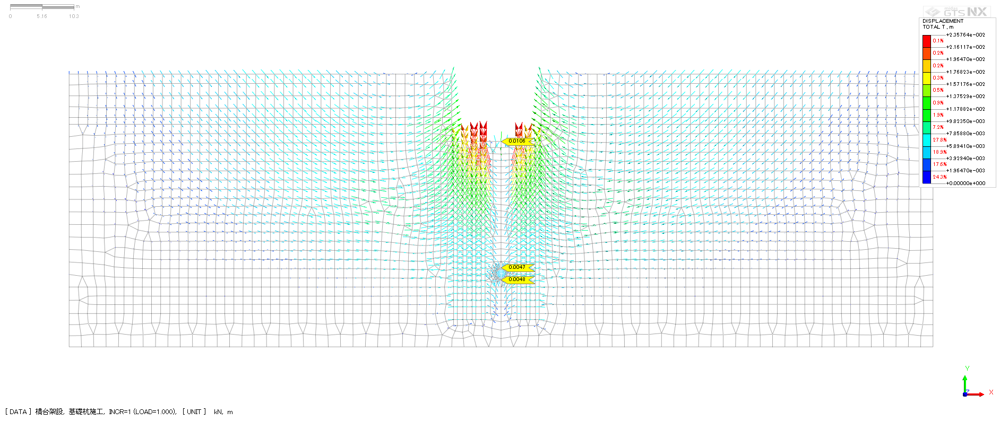 m
0 5.16 10.3
midas
GTS NX
DISPLACEMENT
TOTAL T , m
+2.35764e-002
0.1%
+2.16117e-002
0.2%
+1.96470e-002
0.2%
+1.76823e-002
0.3%
+1.57176e-002
0.5%
+1.37529e-002
0.9%
+1.17882e-002
1.9%
+9.82350e-003
7.2%
+7.85880e-003
27.8%
+5.89410e-003
18.9%
+3.92940e-003
17.6%
+1.96470e-003
24.3%
+0.00000e+000
0.0106
0.0047
0.0048
Y
Z
X
[ DATA ] 橋台架設, 基礎杭施工, INCR=1 (LOAD=1.000), [ UNIT ] kN, m